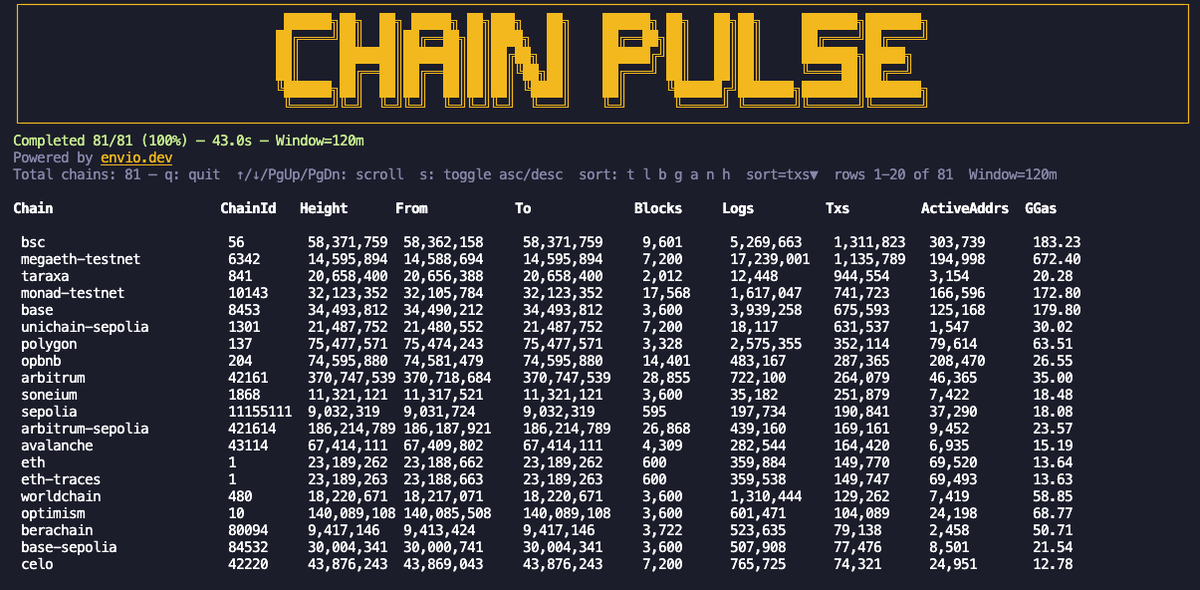 CHAIN PULSE
Completed 81/81 (100%) — 43.0s — Window=120m
Powered by envio.dev
Total chains: 81 — q: quit ↑/↓/PgUp/PgDn: scroll s: toggle asc/desc sort: t l b g a n h sort=txs▼ rows 1–20 of 81 Window=120m
Chain ChainId Height From To Blocks Logs Txs ActiveAddrs GGas
bsc 56 58,371,759 58,362,158 58,371,759 9,601 5,269,663 1,311,823 303,739 183.23
megaeth-testnet 6342 14,595,894 14,588,694 14,595,894 7,200 17,239,001 1,135,789 194,998 672.40
taraxa 841 20,658,400 20,656,388 20,658,400 2,012 12,448 944,554 3,154 20.28
monad-testnet 10143 32,123,352 32,105,784 32,123,352 17,568 1,617,047 741,723 166,596 172.80
base 8453 34,493,812 34,490,212 34,493,812 3,600 3,939,258 675,593 125,168 179.80
unichain-sepolia 1301 21,487,752 21,480,552 21,487,752 7,200 18,117 631,537 1,547 30.02
polygon 137 75,477,571 75,474,243 75,477,571 3,328 2,575,355 352,114 79,614 63.51
opbnb 204 74,595,880 74,581,479 74,595,880 14,401 483,167 287,365 208,470 26.55
arbitrum 42161 370,747,539 370,718,684 370,747,539 28,855 722,100 264,079 46,365 35.00
soneium 1868 11,321,121 11,317,521 11,321,121 3,600 35,182 251,879 7,422 18.48
sepolia 11155111 9,032,319 9,031,724 9,032,319 595 197,734 190,841 37,290 18.08
arbitrum-sepolia 421614 186,214,789 186,187,921 186,214,789 26,868 439,160 169,161 9,452 23.57
avalanche 43114 67,414,111 67,409,802 67,414,111 4,309 282,544 164,420 6,935 15.19
eth 1 23,189,262 23,188,662 23,189,262 600 359,884 149,770 69,520 13.64
eth-traces 1 23,189,263 23,188,663 23,189,263 600 359,538 149,747 69,493 13.63
worldchain 480 18,220,671 18,217,071 18,220,671 3,600 1,310,444 129,262 7,419 58.85
optimism 10 140,089,108 140,085,508 140,089,108 3,600 601,471 104,089 24,198 68.77
berachain 80094 9,417,146 9,413,424 9,417,146 3,722 523,635 79,138 2,458 50.71
base-sepolia 84532 30,004,341 30,000,741 30,004,341 3,600 507,908 77,476 8,501 21.54
celo 42220 43,876,243 43,869,043 43,876,243 7,200 765,725 74,321 24,951 12.78